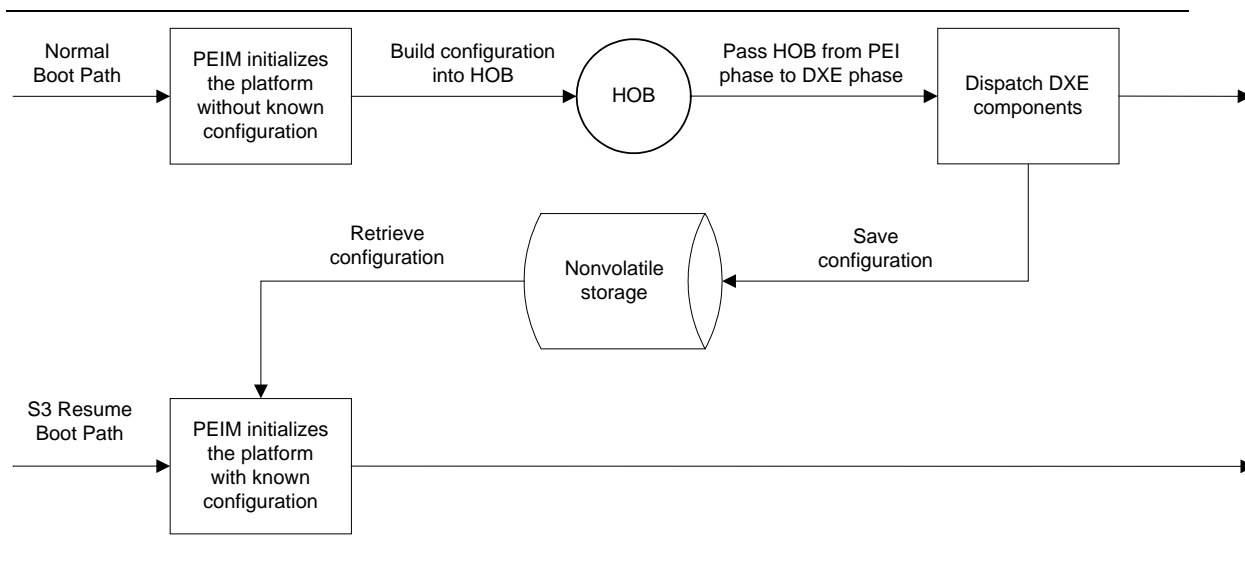 Normal
Boot Path
PEIM initializes
the platform
without known
configuration
Build configuration
into HOB
HOB
Pass HOB from PEI
phase to DXE phase
Dispatch DXE
components
Retrieve
configuration
Nonvolatile
storage
Save
configuration
S3 Resume
Boot Path
PEIM initializes
the platform
with known
configuration